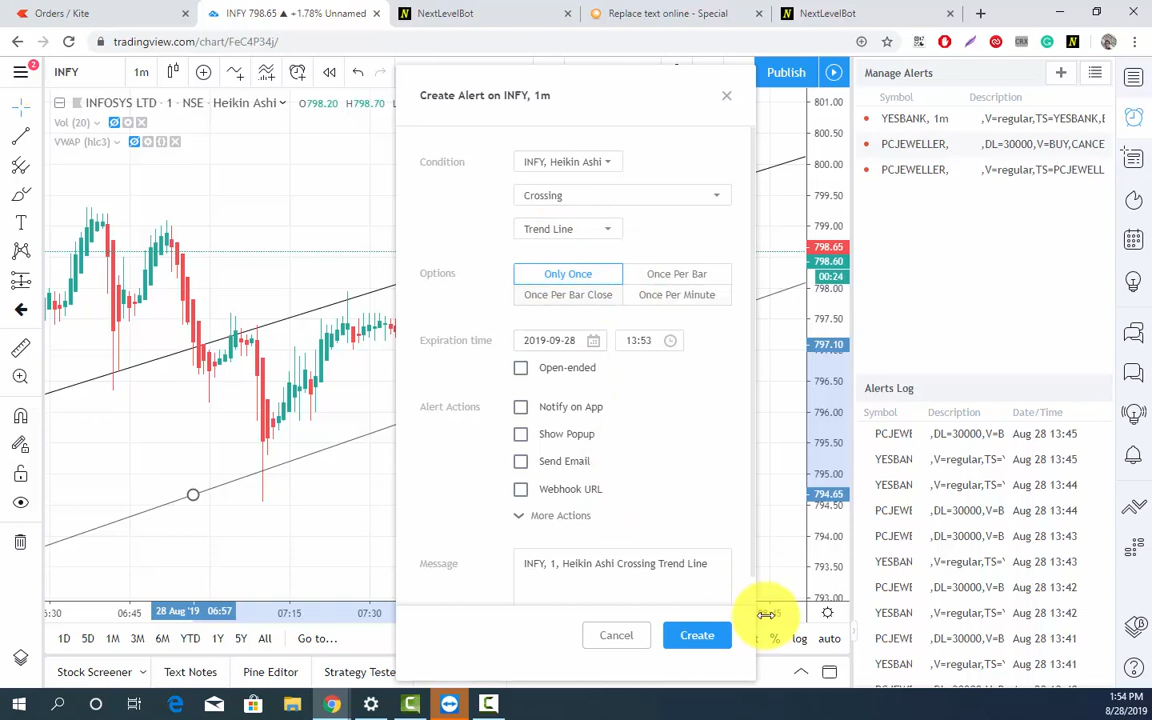 Orders / Kite
INFY 798.65 ▲ +1.78% Unnamed
NextLevelBot
Replace text online - Special
NextLevelBot
tradingview.com/chart/FeC4P34j/
2
INFY
1m
Publish
Manage Alerts
INFOSYS LTD · 1 · NSE · Heikin Ashi
O798.20 H798.70
Vol (20)
VWAP (hlc3)
Create Alert on INFY, 1m
Condition
INFY, Heikin Ashi
Crossing
Trend Line
Options
Only Once
Once Per Bar
Once Per Bar Close
Once Per Minute
Expiration time
2019-09-28
13:53
Open-ended
Alert Actions
Notify on App
Show Popup
Send Email
Webhook URL
More Actions
Message
INFY, 1, Heikin Ashi Crossing Trend Line
Cancel
Create
801.00
800.50
800.00
799.50
799.00
798.65
798.60
00:24
798.00
797.50
797.10
796.50
796.00
795.50
795.00
794.65
794.00
793.50
793.00
Symbol
Description
YESBANK, 1m
,V=regular,TS=YESBANK,E
PCJEWELLER,
,DL=30000,V=BUY,CANCE
PCJEWELLER,
,V=regular,TS=PCJEWELL
Alerts Log
Symbol
Description
Date/Time
PCJEWE
,DL=30000,V=B
Aug 28 13:45
YESBAN
,V=regular,TS=Y
Aug 28 13:45
YESBAN
,V=regular,TS=Y
Aug 28 13:44
PCJEWE
,DL=30000,V=B
Aug 28 13:44
PCJEWE
,DL=30000,V=B
Aug 28 13:43
YESBAN
,V=regular,TS=Y
Aug 28 13:43
PCJEWE
,DL=30000,V=B
Aug 28 13:42
YESBAN
,V=regular,TS=Y
Aug 28 13:42
PCJEWE
,DL=30000,V=B
Aug 28 13:41
YESBAN
,V=regular,TS=Y
Aug 28 13:41
06:45
28 Aug '19 06:57
07:15
07:30
1D 5D 1M 3M 6M YTD 1Y 5Y All Go to...
% log auto
Stock Screener
Text Notes
Pine Editor
Strategy Teste
1:54 PM
8/28/2019